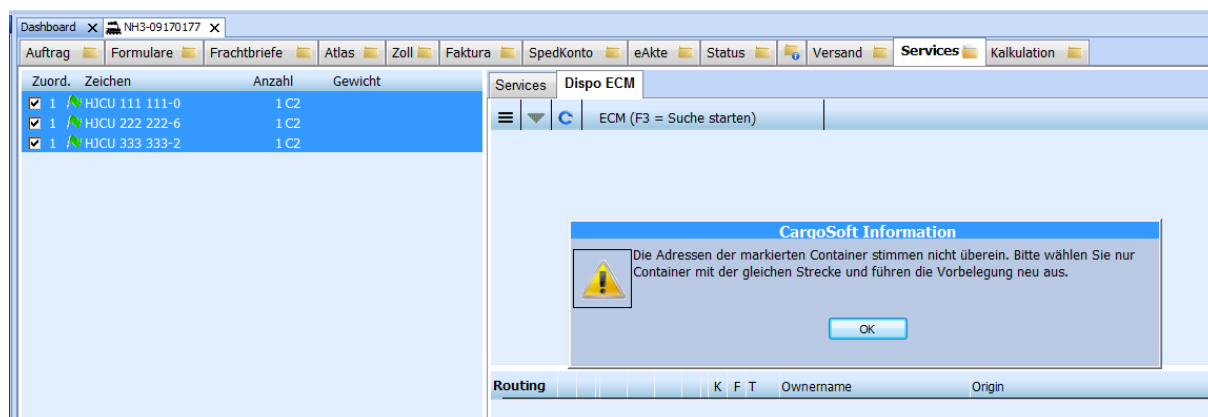 Dashboard X NH3-09170177 X
Auftrag Formulare Frachtbriefe Atlas Zoll Faktura SpedKonto eAkte Status Versand Services Kalkulation
Zuord. Zeichen Anzahl Gewicht
1 HJCU 111 111-0 1 C2
1 HJCU 222 222-6 1 C2
1 HJCU 333 333-2 1 C2
Services Dispo ECM
ECM (F3 = Suche starten)
CargoSoft Information
Die Adressen der markierten Container stimmen nicht überein. Bitte wählen Sie nur
Container mit der gleichen Strecke und führen die Vorbelegung neu aus.
OK
Routing K F T Ownername Origin